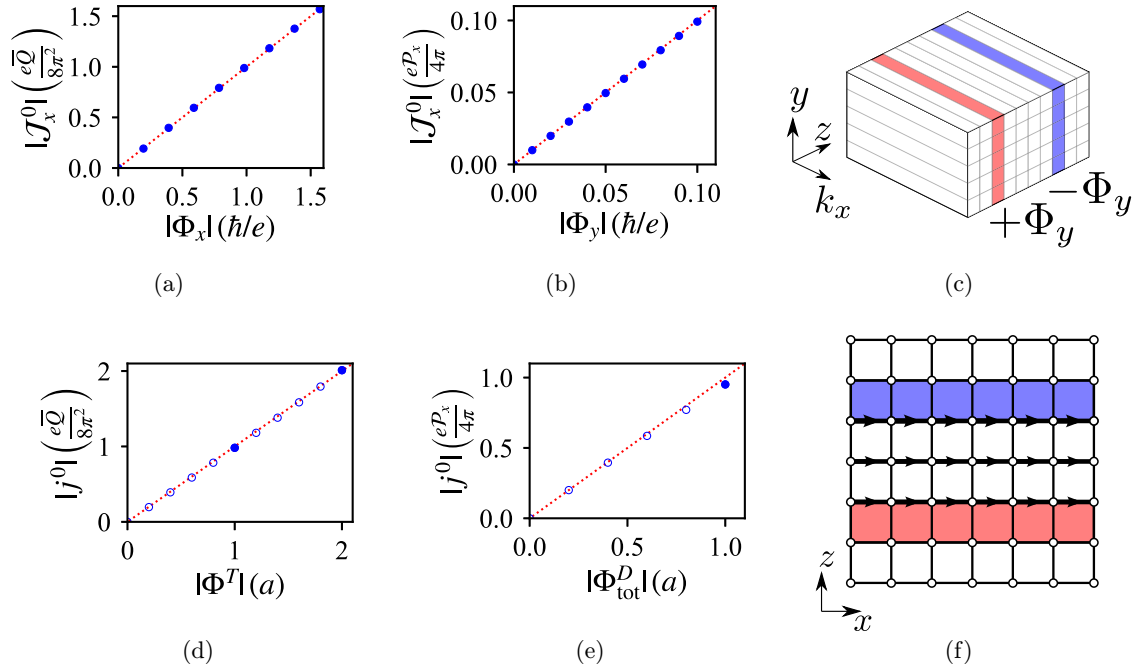 |𝒥ₓ⁰| (eQ̅/8π²)
1.5
1.0
0.5
0.0
0.0 0.5 1.0 1.5
|Φₓ| (ħ/e)
(a)
|𝒥ₓ⁰| (ePₓ/4π)
0.10
0.05
0.00
0.00 0.05 0.10
|Φ_y| (ħ/e)
(b)
y
z
kₓ
+Φ_y
−Φ_y
(c)
|j⁰| (eQ̅/8π²)
2
1
0
0 1 2
|Φᵀ| (a)
(d)
|j⁰| (ePₓ/4π)
1.0
0.5
0.0
0.0 0.5 1.0
|Φᴰ_tot| (a)
(e)
z
x
(f)